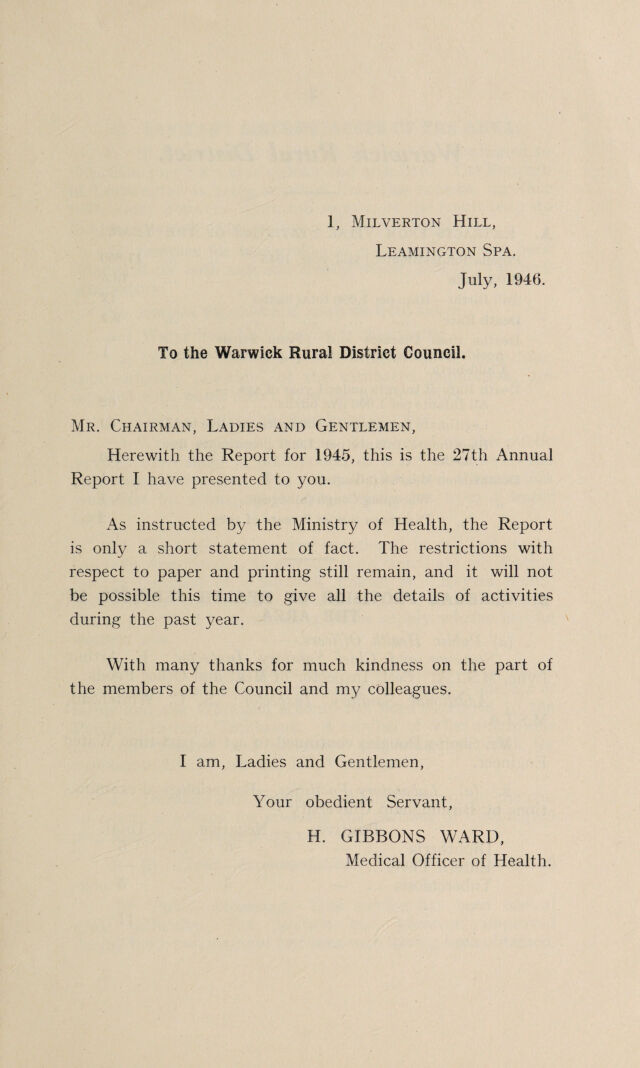 1, Milverton Hill,
Leamington Spa.
July, 1946.
To the Warwick Rural District Council.
Mr. Chairman, Ladies and Gentlemen,
Herewith the Report for 1945, this is the 27th Annual
Report I have presented to you.
As instructed by the Ministry of Health, the Report
is only a short statement of fact. The restrictions with
respect to paper and printing still remain, and it will not
be possible this time to give all the details of activities
during the past year.
With many thanks for much kindness on the part of
the members of the Council and my colleagues.
I am, Ladies and Gentlemen,
Your obedient Servant,
H. GIBBONS WARD,
Medical Officer of Health.